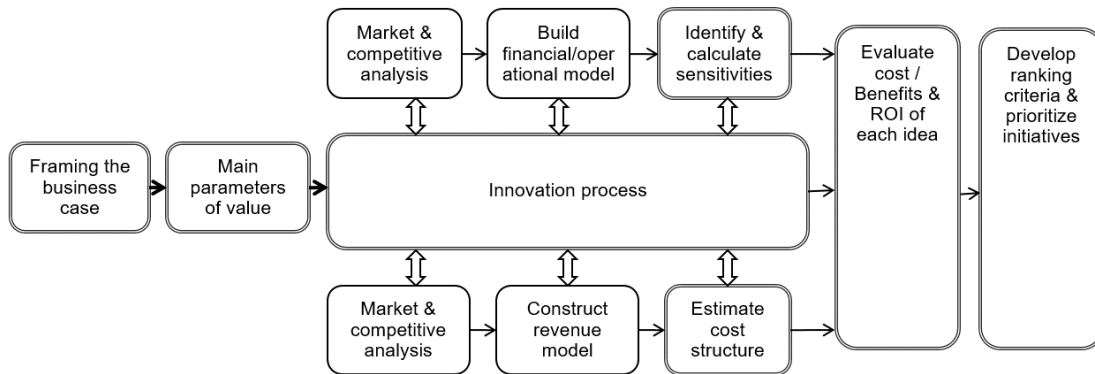 Market &
competitive
analysis
Build
financial/oper
ational model
Identify &
calculate
sensitivities
Evaluate
cost /
Benefits &
ROI of
each idea
Develop
ranking
criteria &
prioritize
initiatives
Framing the
business
case
Main
parameters
of value
Innovation process
Market &
competitive
analysis
Construct
revenue
model
Estimate
cost
structure